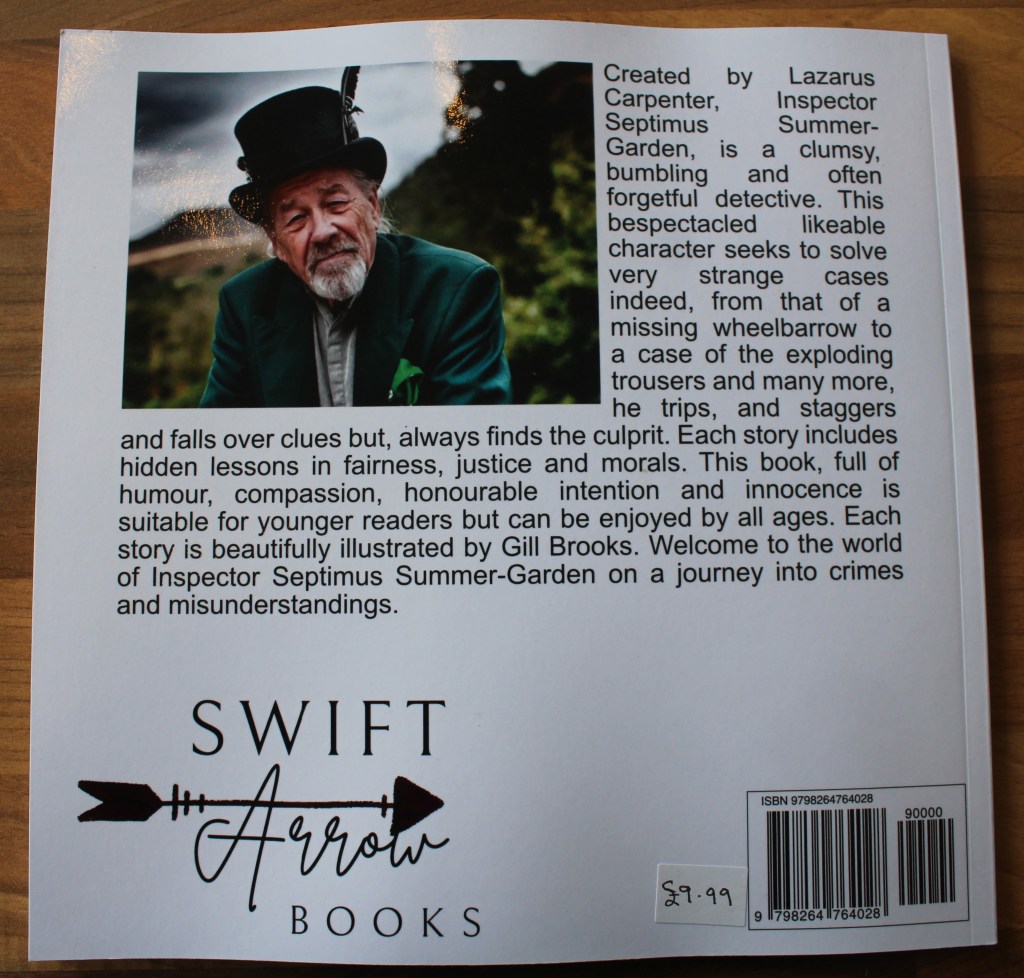 Created by Lazarus
Carpenter, Inspector
Septimus Summer-
Garden, is a clumsy,
bumbling and often
forgetful detective. This
bespectacled likeable
character seeks to solve
very strange cases
indeed, from that of a
missing wheelbarrow to
a case of the exploding
trousers and many more,
he trips, and staggers
and falls over clues but, always finds the culprit. Each story includes
hidden lessons in fairness, justice and morals. This book, full of
humour, compassion, honourable intention and innocence is
suitable for younger readers but can be enjoyed by all ages. Each
story is beautifully illustrated by Gill Brooks. Welcome to the world
of Inspector Septimus Summer-Garden on a journey into crimes
and misunderstandings.
SWIFT
Arrow
BOOKS
£9.99
ISBN 9798264764028
90000
9 798264 764028